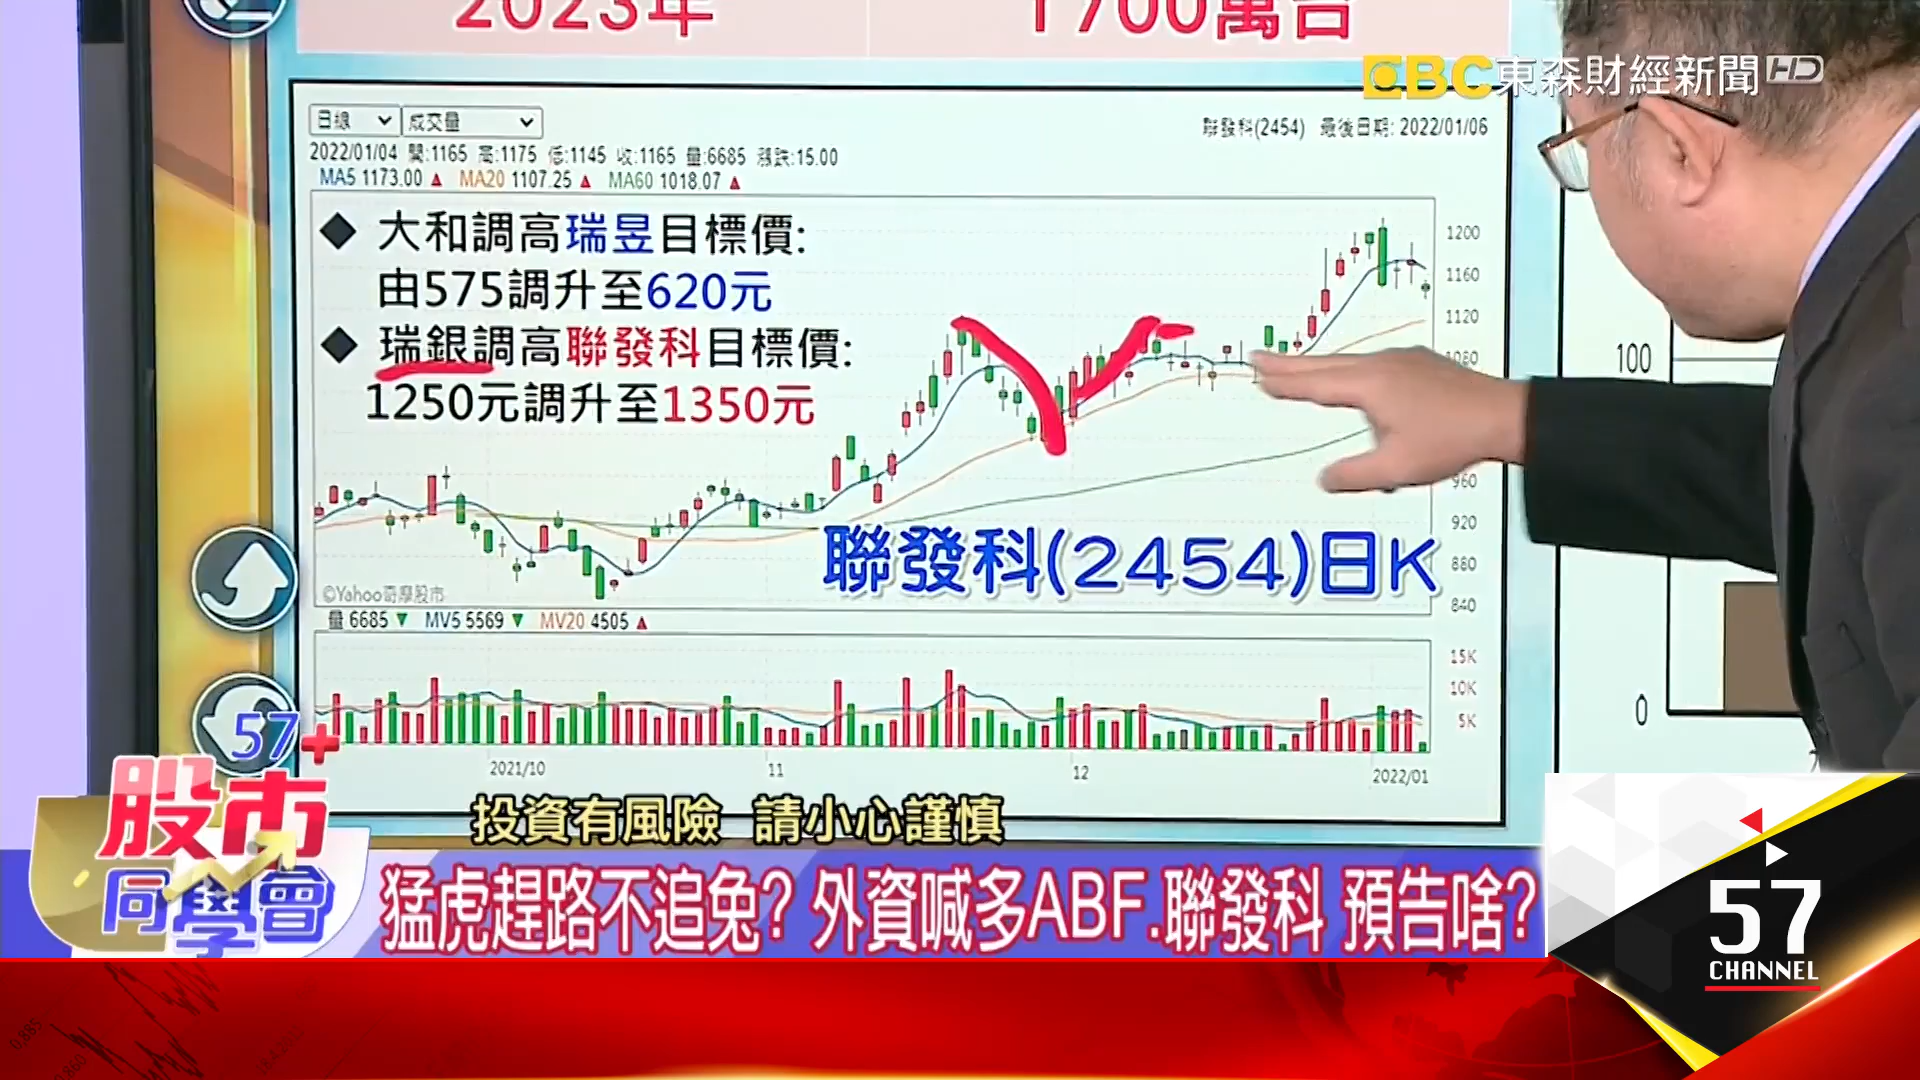 2023年
1700萬台
EBC東森財經新聞HD
日線 成交量
聯發科(2454) 最後日期: 2022/01/06
2022/01/04 開:1165 高:1175 低:1145 收:1165 量:6685 漲跌:15.00
MA5 1173.00 ▲ MA20 1107.25 ▲ MA60 1018.07 ▲
◆ 大和調高瑞昱目標價:
由575調升至620元
◆ 瑞銀調高聯發科目標價:
1250元調升至1350元
1200
1160
1120
1080
960
920
880
840
聯發科(2454)日K
©Yahoo奇摩股市
量 6685 ▼ MV5 5569 ▼ MV20 4505 ▲
15K
10K
5K
2021/10 11 12 2022/01
100
0
57+
股市
同學會
投資有風險 請小心謹慎
猛虎趕路不追兔? 外資喊多ABF.聯發科 預告啥?
57
CHANNEL